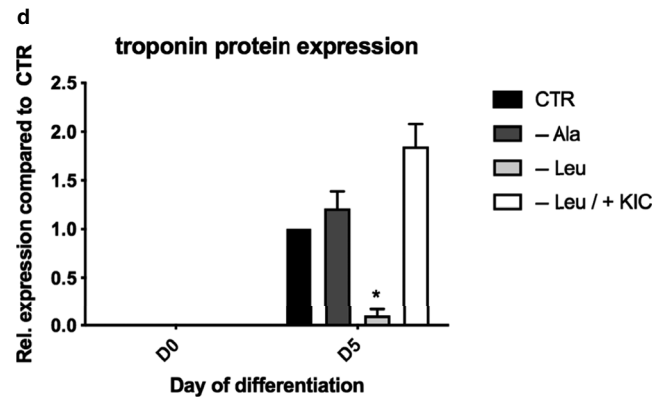 d
troponin protein expression
Rel. expression compared to CTR
2.5
2.0
1.5
1.0
0.5
0.0
*
D0
D5
Day of differentiation
CTR
– Ala
– Leu
– Leu / + KIC